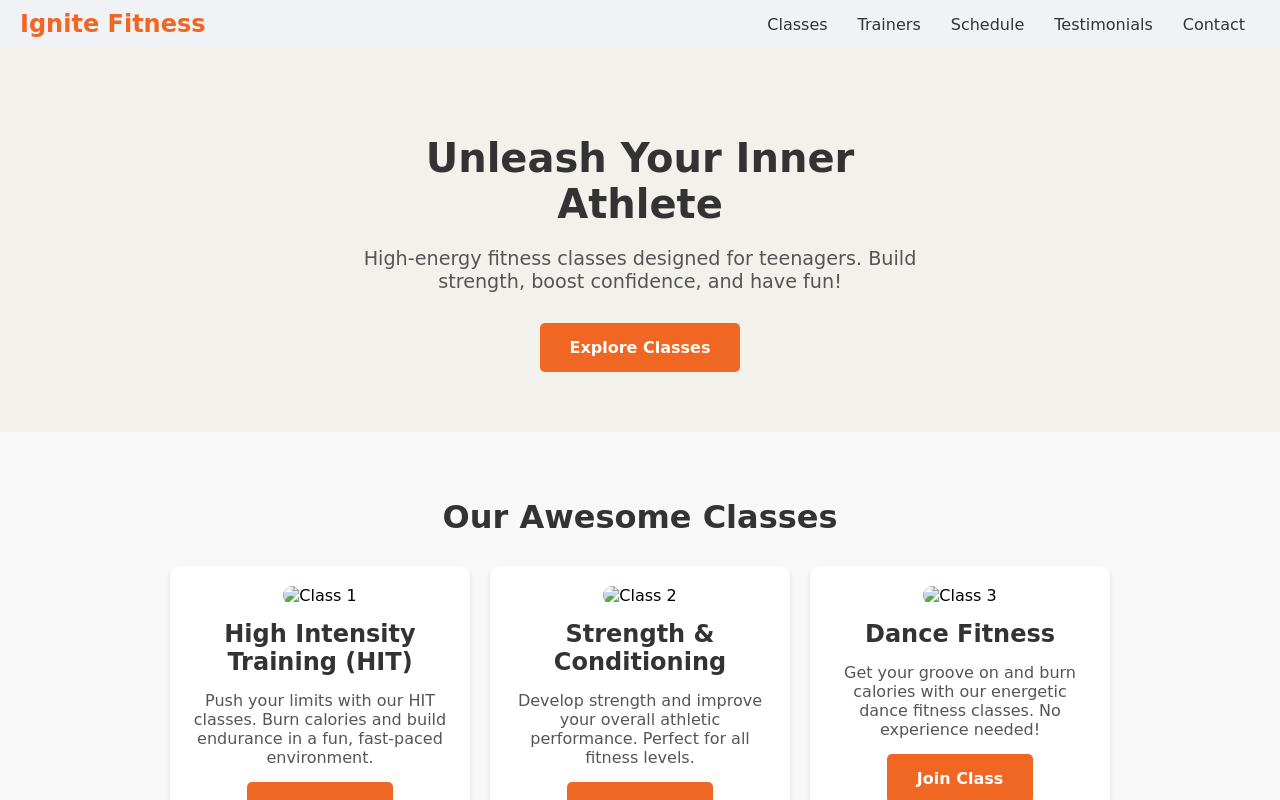 Ignite Fitness
Classes Trainers Schedule Testimonials Contact
Unleash Your Inner
Athlete
High-energy fitness classes designed for teenagers. Build
strength, boost confidence, and have fun!
Explore Classes
Our Awesome Classes
Class 1
High Intensity
Training (HIT)
Push your limits with our HIT
classes. Burn calories and build
endurance in a fun, fast-paced
environment.
Class 2
Strength &
Conditioning
Develop strength and improve
your overall athletic
performance. Perfect for all
fitness levels.
Class 3
Dance Fitness
Get your groove on and burn
calories with our energetic
dance fitness classes. No
experience needed!
Join Class